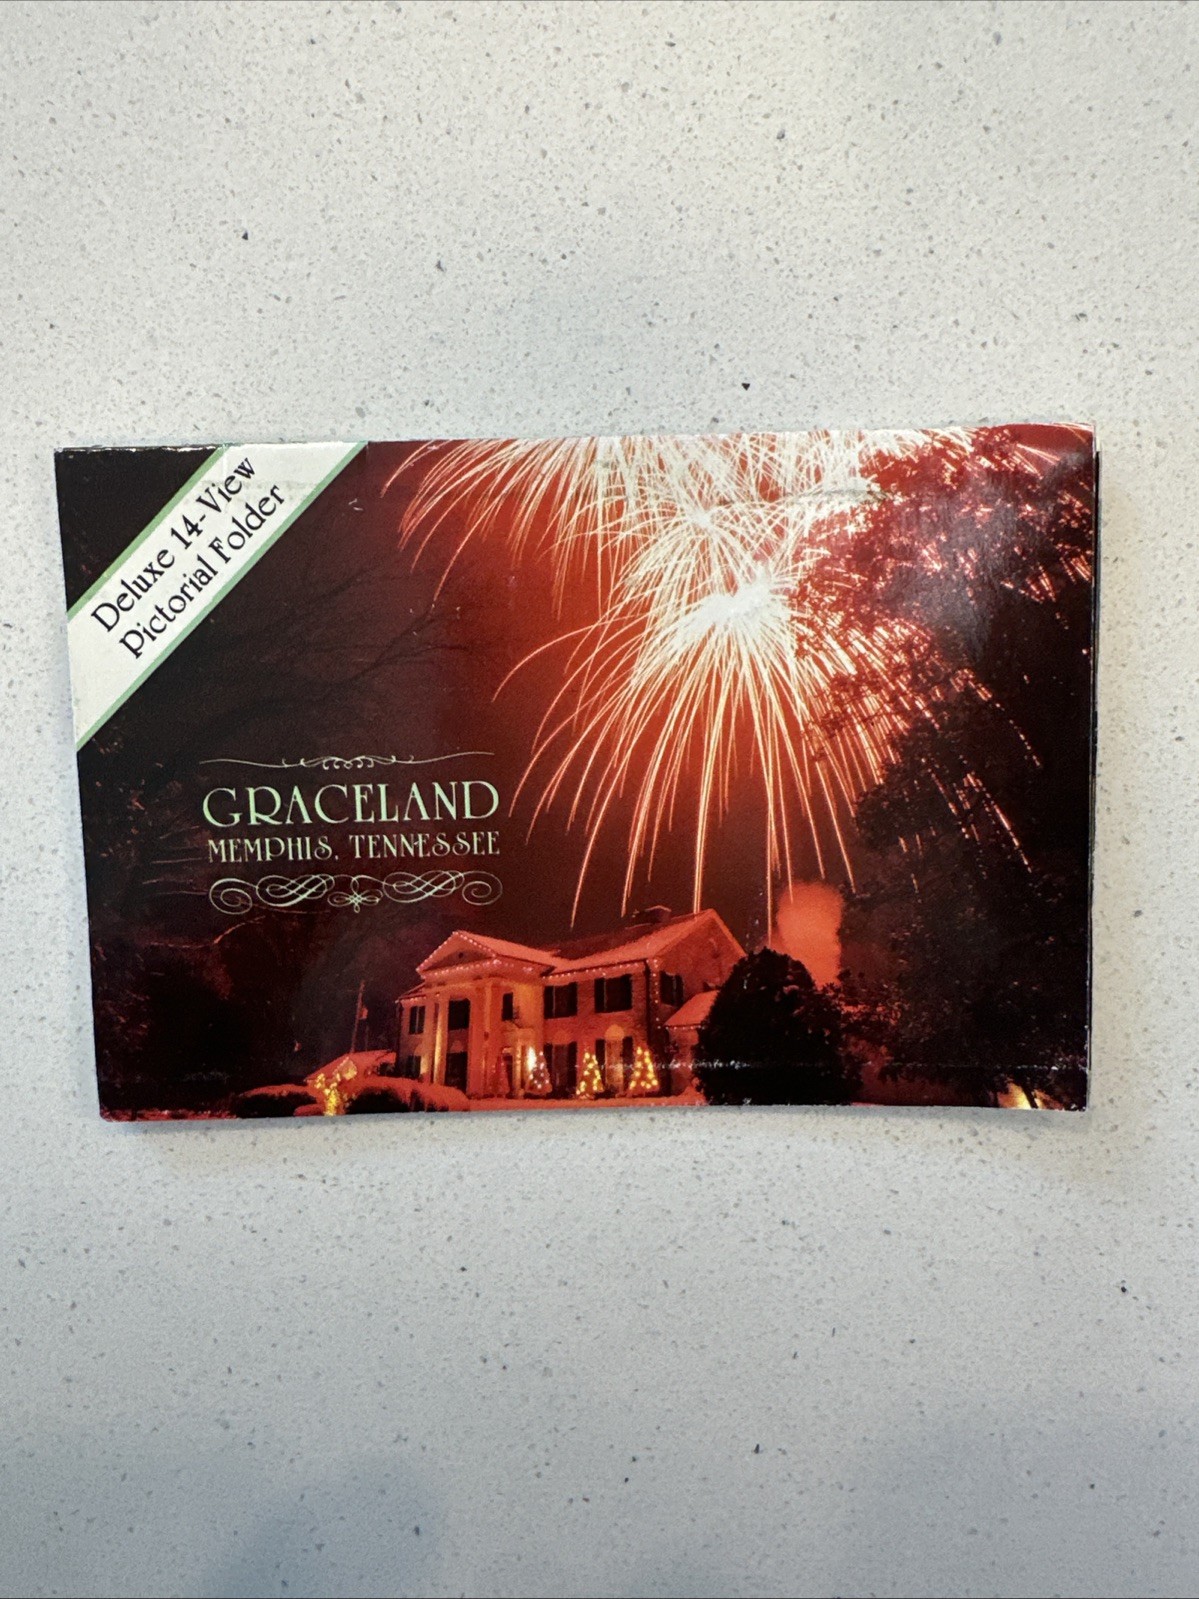 Deluxe 14-View
Pictorial Folder
GRACELAND
MEMPHIS, TENNESSEE